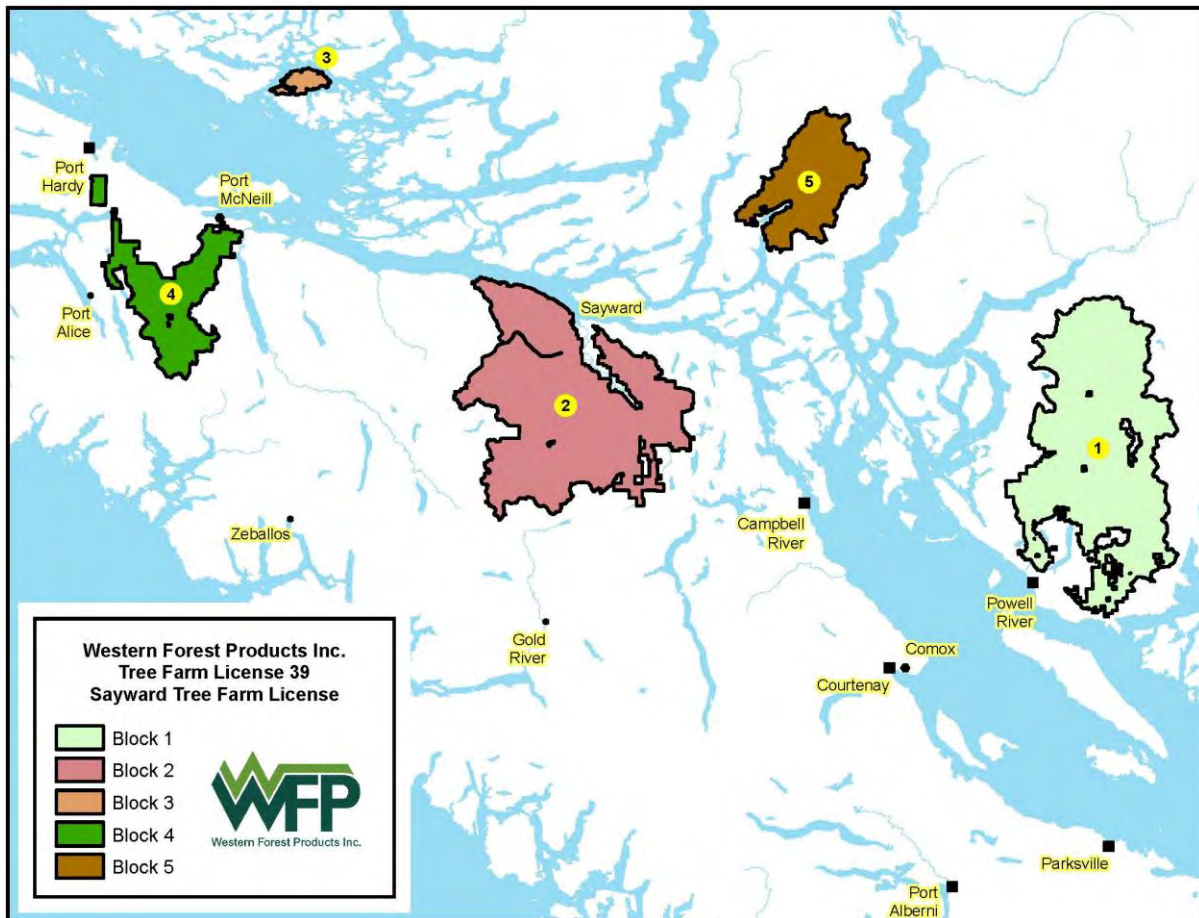 3
Port
Hardy
Port
McNeill
5
4
Port
Alice
Sayward
2
1
Zeballos
Campbell
River
Powell
River
Gold
River
Comox
Courtenay
Parksville
Port
Alberni
Western Forest Products Inc.
Tree Farm License 39
Sayward Tree Farm License
Block 1
Block 2
Block 3
Block 4
Block 5
WFP
Western Forest Products Inc.